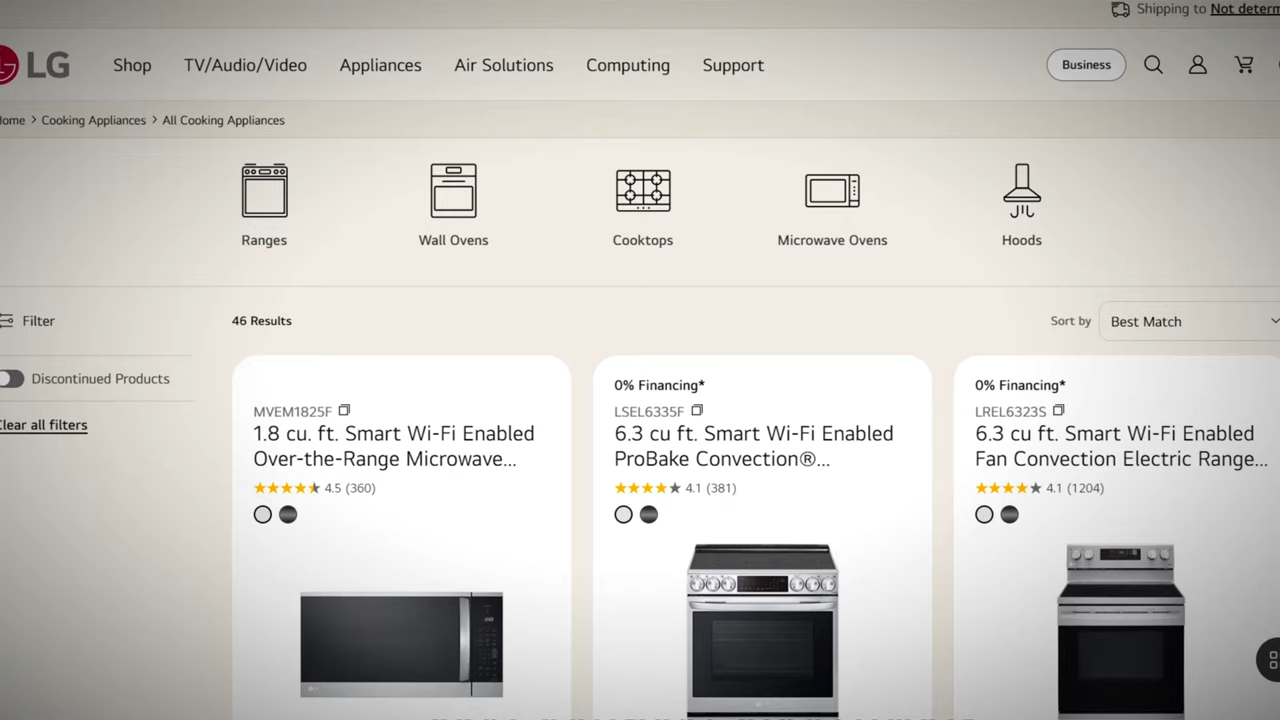 Shipping to Not determ
LG
Shop TV/Audio/Video Appliances Air Solutions Computing Support
Business
Home > Cooking Appliances > All Cooking Appliances
Ranges Wall Ovens Cooktops Microwave Ovens Hoods
Filter
46 Results
Sort by Best Match
Discontinued Products
Clear all filters
MVEM1825F
1.8 cu. ft. Smart Wi-Fi Enabled
Over-the-Range Microwave...
4.5 (360)
0% Financing*
LSEL6335F
6.3 cu ft. Smart Wi-Fi Enabled
ProBake Convection®...
4.1 (381)
0% Financing*
LREL6323S
6.3 cu ft. Smart Wi-Fi Enabled
Fan Convection Electric Range...
4.1 (1204)